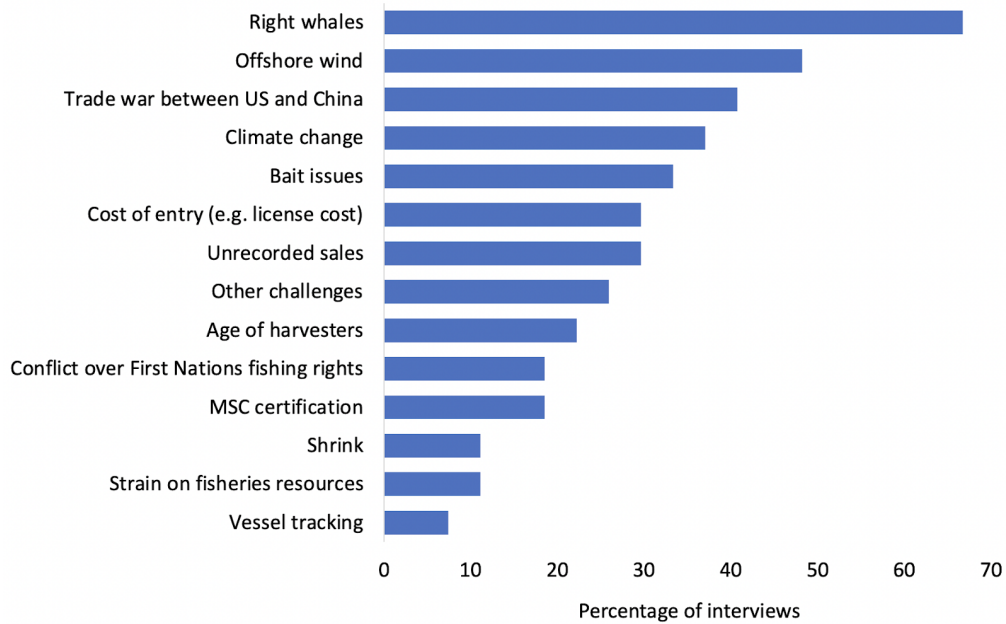 Right whales
Offshore wind
Trade war between US and China
Climate change
Bait issues
Cost of entry (e.g. license cost)
Unrecorded sales
Other challenges
Age of harvesters
Conflict over First Nations fishing rights
MSC certification
Shrink
Strain on fisheries resources
Vessel tracking
0 10 20 30 40 50 60 70
Percentage of interviews